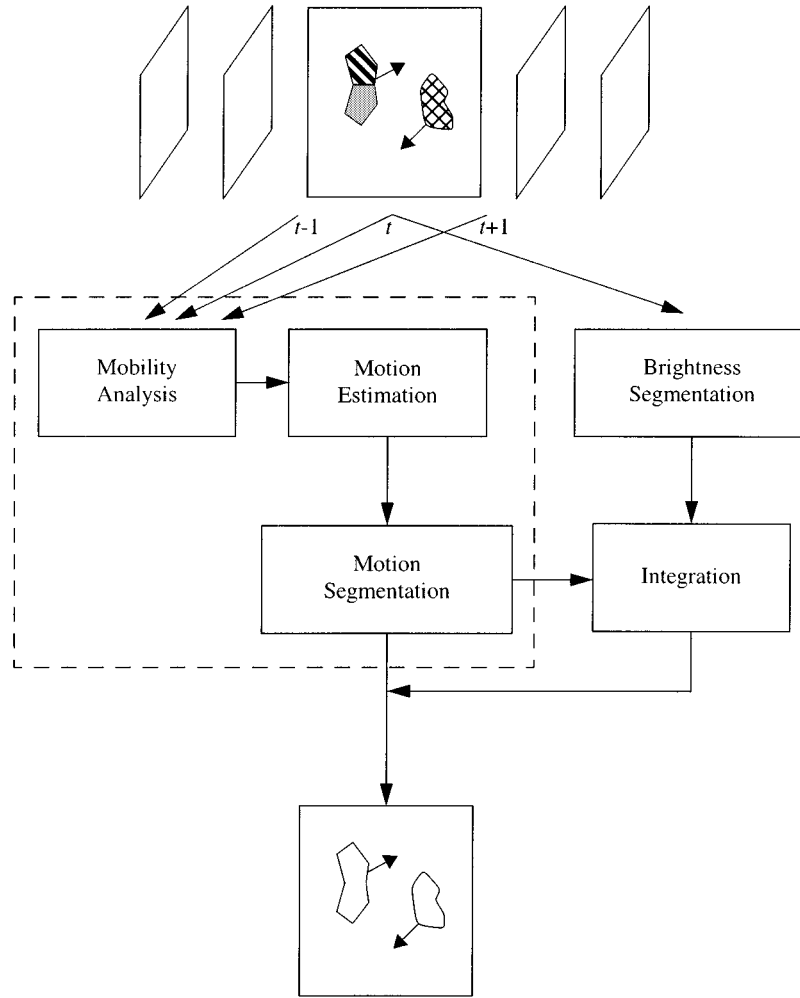 t-1 t t+1
Mobility
Analysis
Motion
Estimation
Brightness
Segmentation
Motion
Segmentation
Integration